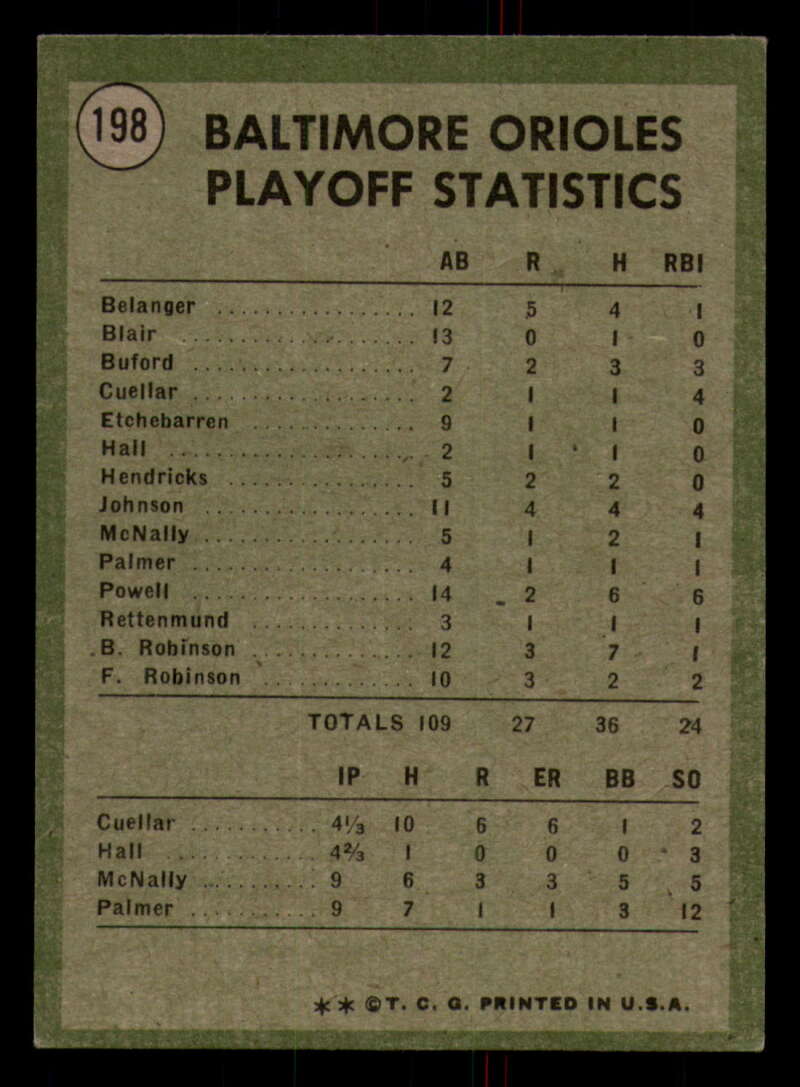 198
BALTIMORE ORIOLES
PLAYOFF STATISTICS
AB R H RBI
Belanger ................. 12 5 4 1
Blair ................. 13 0 1 0
Buford ................. 7 2 3 3
Cuellar ................. 2 1 1 4
Etchebarren ............. 9 1 1 0
Hall ................. 2 1 1 0
Hendricks ............... 5 2 2 0
Johnson ................. 11 4 4 4
McNally ................. 5 1 2 1
Palmer ................. 4 1 1 1
Powell ................. 14 2 6 6
Rettenmund ............. 3 1 1 1
B. Robinson ............. 12 3 7 1
F. Robinson ............. 10 3 2 2
TOTALS 109 27 36 24
IP H R ER BB SO
Cuellar ........... 4⅓ 10 6 6 1 2
Hall ........... 4⅔ 1 0 0 0 3
McNally ........... 9 6 3 3 5 5
Palmer ........... 9 7 1 1 3 12
** ©T. C. G. PRINTED IN U.S.A.